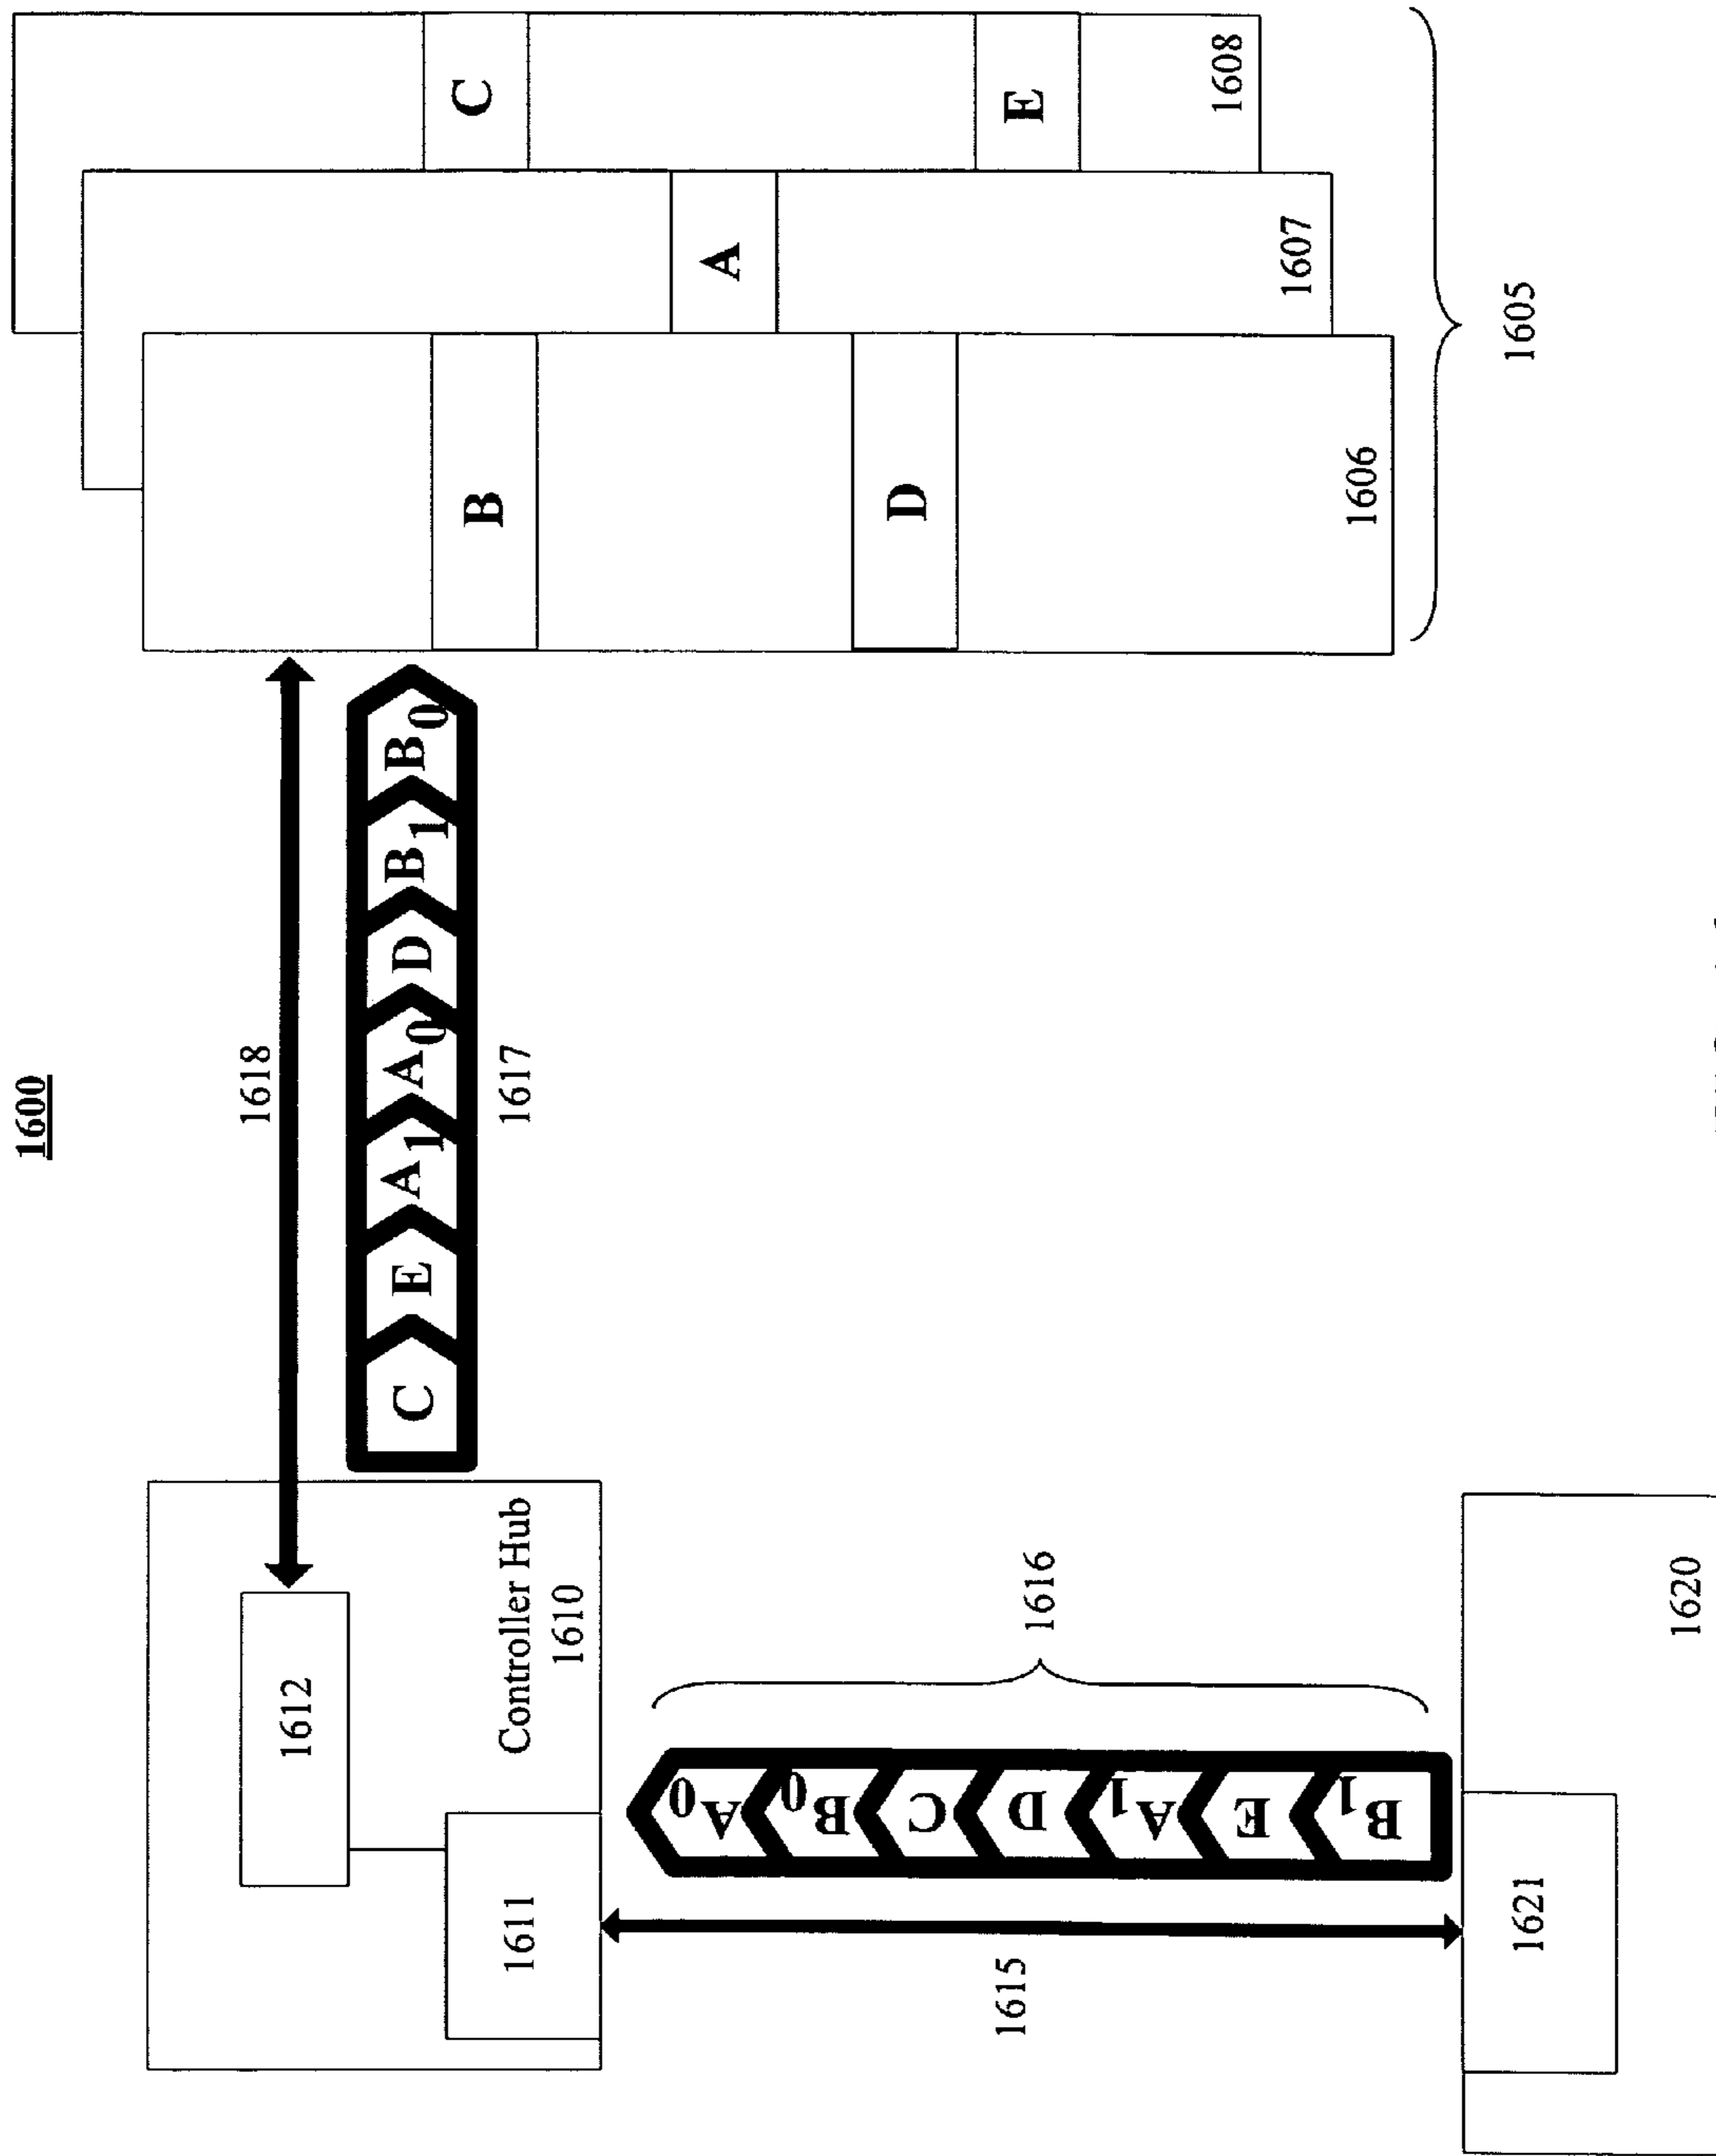 1600
1618
B
D
1606
A
1607
C
E
1608
1605
C E A1 A0 D B1 B0
1617
1612
Controller Hub
1610
1611
1615
A0
B0
C
D
A1
E
B1
1616
1621
1620